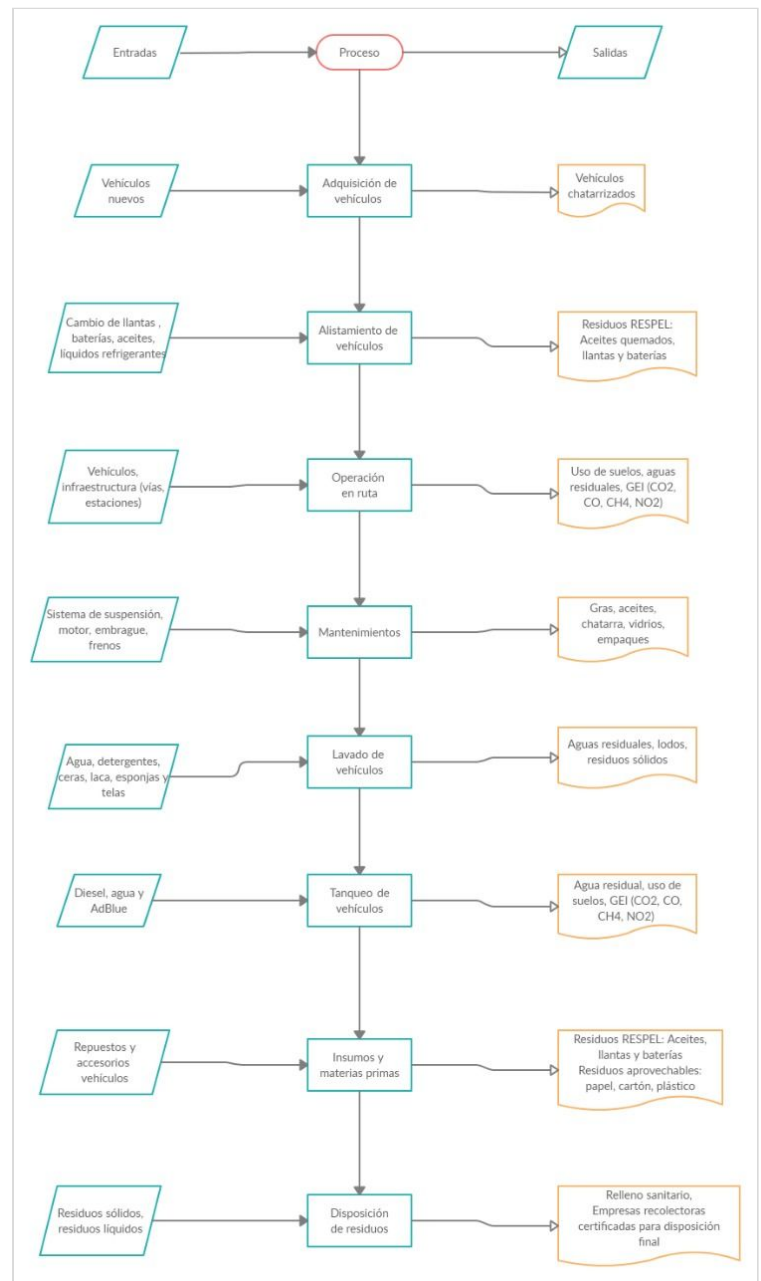 Entradas
Proceso
Salidas
Vehículos
nuevos
Adquisición de
vehículos
Vehículos
chatarrizados
Cambio de llantas ,
baterías, aceites,
líquidos refrigerantes
Alistamiento de
vehículos
Residuos RESPEL:
Aceites quemados,
llantas y baterías
Vehículos,
infraestructura (vías,
estaciones)
Operación
en ruta
Uso de suelos, aguas
residuales, GEI (CO2,
CO, CH4, NO2)
Sistema de suspensión,
motor, embrague,
frenos
Mantenimientos
Gras, aceites,
chatarra, vidrios,
empaques
Agua, detergentes,
ceras, laca, esponjas y
telas
Lavado de
vehículos
Aguas residuales, lodos,
residuos sólidos
Diesel, agua y
AdBlue
Tanqueo de
vehículos
Agua residual, uso de
suelos, GEI (CO2, CO,
CH4, NO2)
Repuestos y
accesorios
vehículos
Insumos y
materias primas
Residuos RESPEL: Aceites,
llantas y baterías
Residuos aprovechables:
papel, cartón, plástico
Residuos sólidos,
residuos líquidos
Disposición
de residuos
Relleno sanitario,
Empresas recolectoras
certificadas para disposición
final